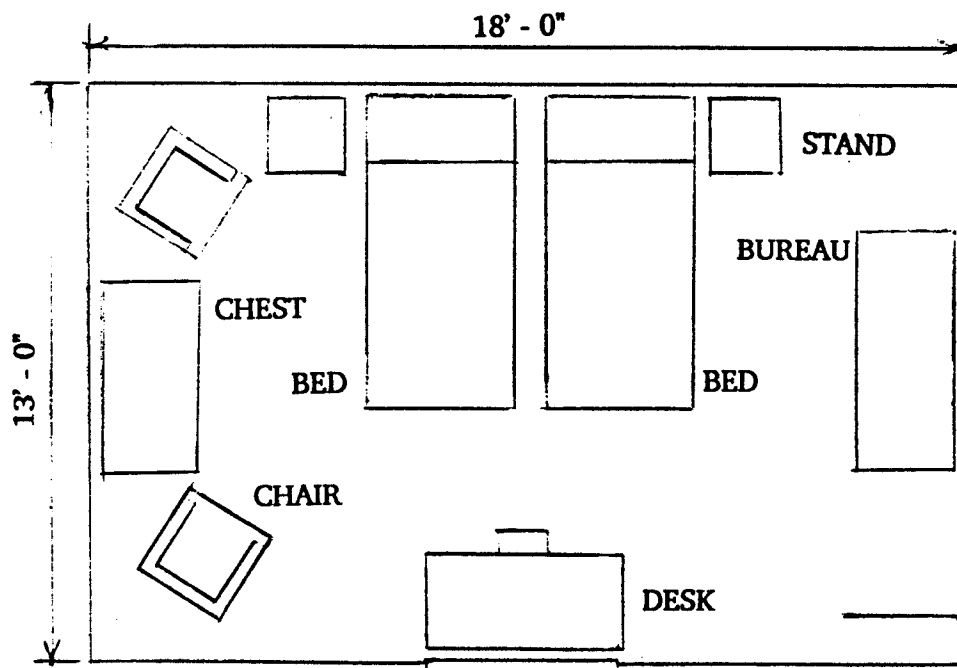 18' - 0"
STAND
BUREAU
CHEST
13' - 0"
BED
BED
CHAIR
DESK